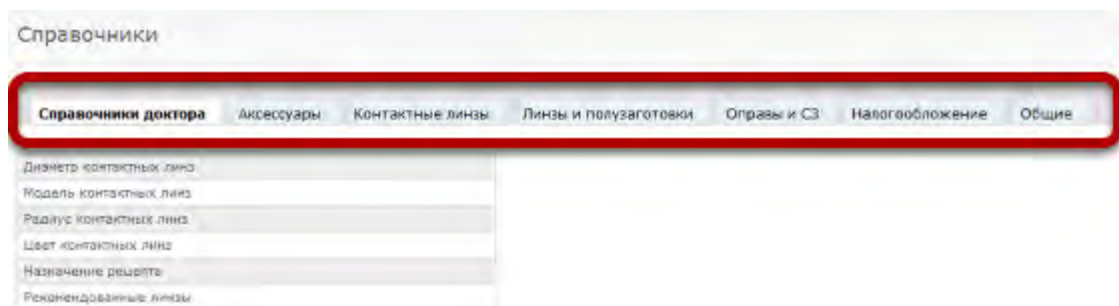 Справочники
Справочники доктора Аксессуары Контактные линзы Линзы и полузаготовки Оправы и СЗ Налогообложение Общие
Диаметр контактных линз
Модель контактных линз
Радиус контактных линз
Цвет контактных линз
Назначение рецепта
Рекомендованные линзы